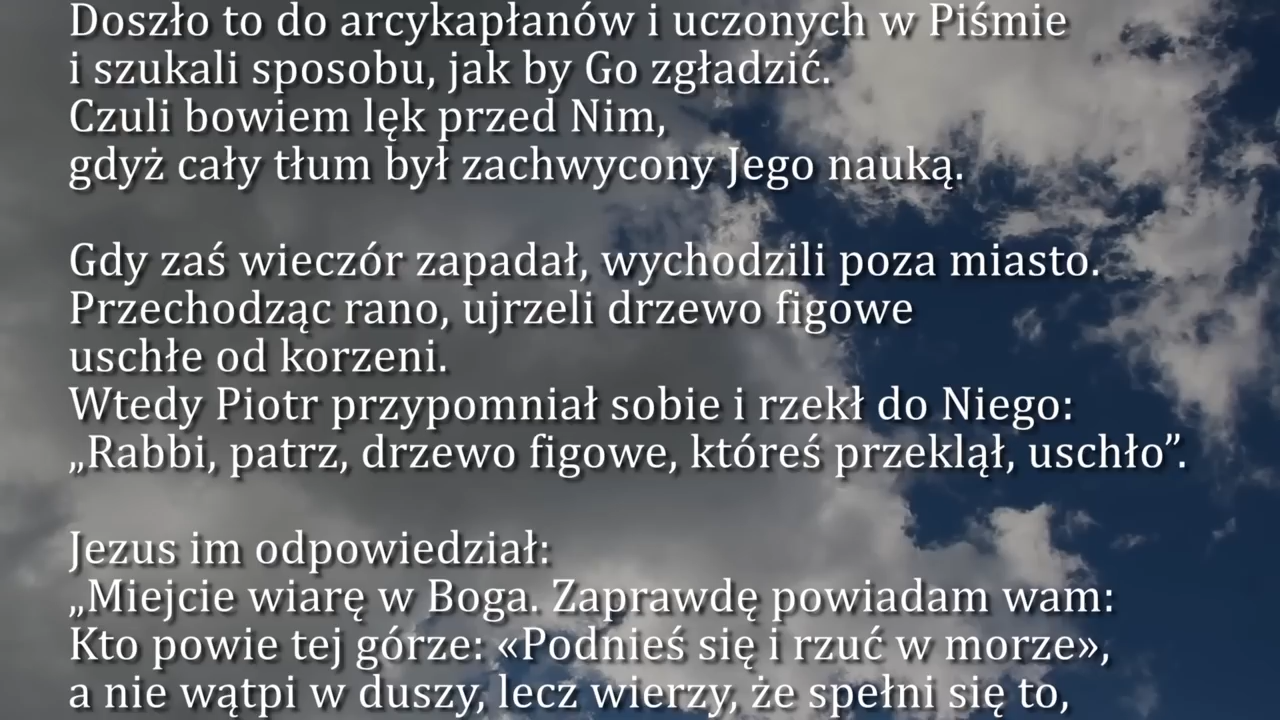 Doszło to do arcykapłanów i uczonych w Piśmie
i szukali sposobu, jak by Go zgładzić.
Czuli bowiem lęk przed Nim,
gdyż cały tłum był zachwycony Jego nauką.
Gdy zaś wieczór zapadał, wychodzili poza miasto.
Przechodząc rano, ujrzeli drzewo figowe
uschłe od korzeni.
Wtedy Piotr przypomniał sobie i rzekł do Niego:
„Rabbi, patrz, drzewo figowe, któreś przeklął, uschło”.
Jezus im odpowiedział:
„Miejcie wiarę w Boga. Zaprawdę powiadam wam:
Kto powie tej górze: «Podnieś się i rzuć w morze»,
a nie wątpi w duszy, lecz wierzy, że spełni się to,